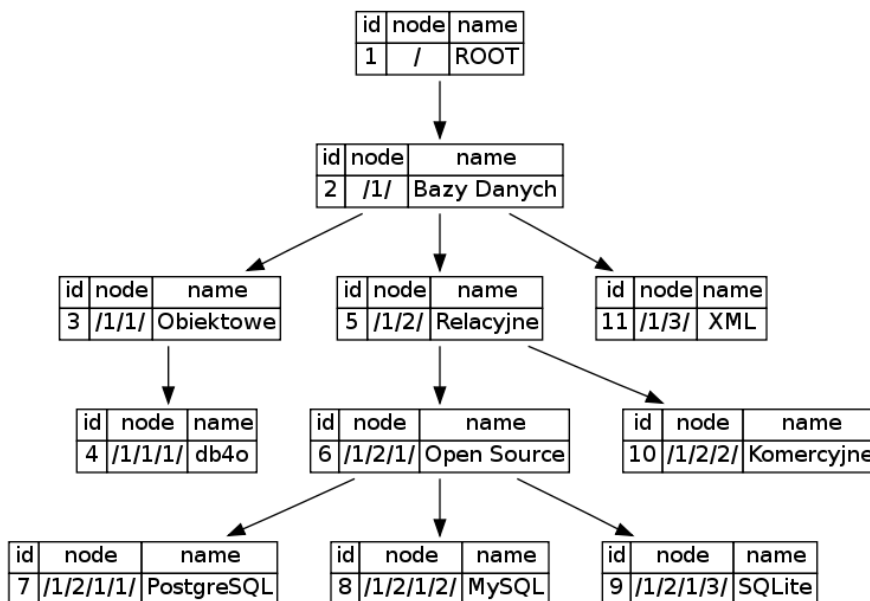 id node name
1 / ROOT
id node name
2 /1/ Bazy Danych
id node name
3 /1/1/ Obiektowe
id node name
5 /1/2/ Relacyjne
id node name
11 /1/3/ XML
id node name
4 /1/1/1/ db4o
id node name
6 /1/2/1/ Open Source
id node name
10 /1/2/2/ Komercyjne
id node name
7 /1/2/1/1/ PostgreSQL
id node name
8 /1/2/1/2/ MySQL
id node name
9 /1/2/1/3/ SQLite